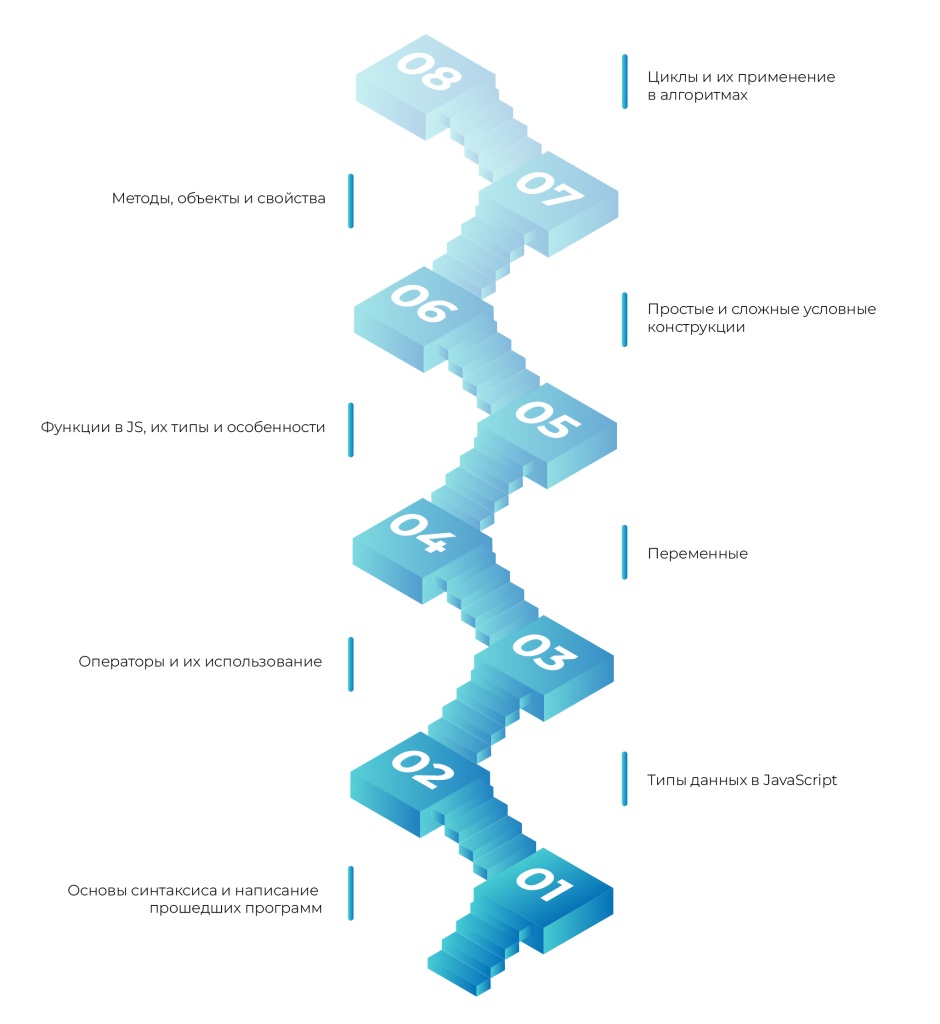 08
Циклы и их применение
в алгоритмах
07
Методы, объекты и свойства
06
Простые и сложные условные
конструкции
05
Функции в JS, их типы и особенности
04
Переменные
03
Операторы и их использование
02
Типы данных в JavaScript
01
Основы синтаксиса и написание
прошедших программ